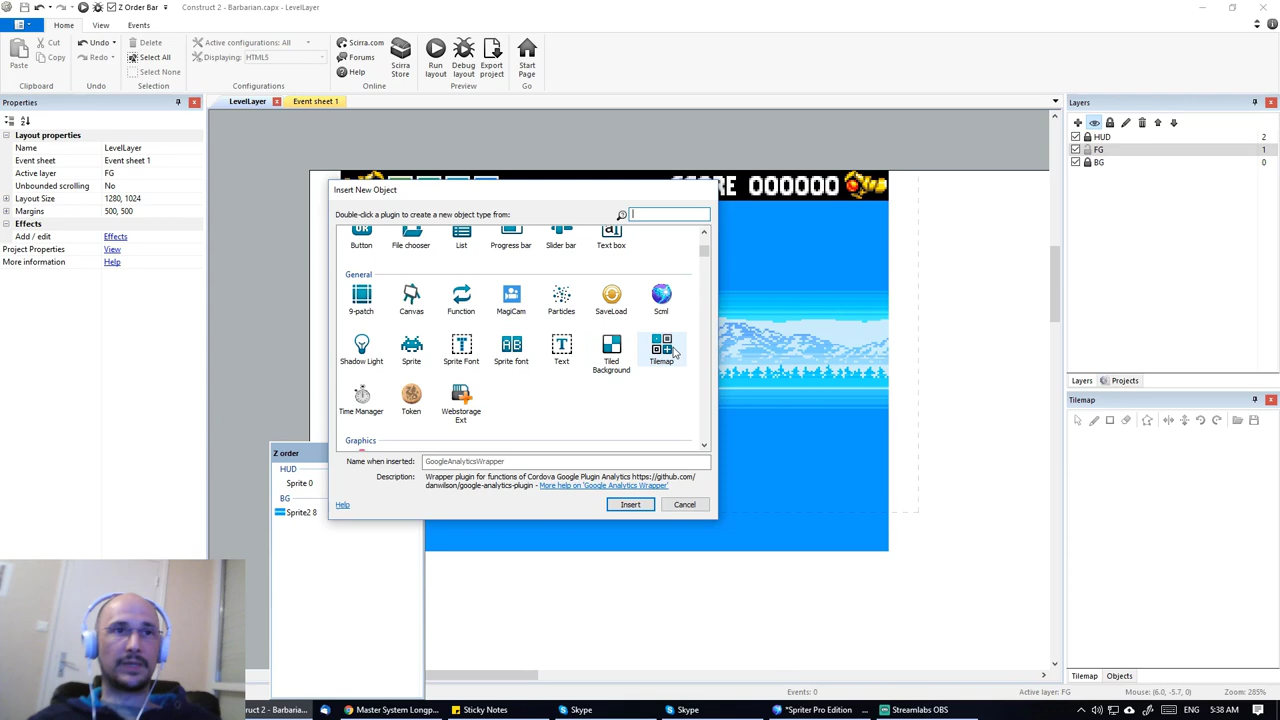 Z Order Bar
Construct 2 - Barbarian.capx - LevelLayer
Home
View
Events
Paste
Cut
Copy
Clipboard
Undo
Redo
Undo
Delete
Select All
Select None
Selection
Active configurations: All
Displaying: HTML5
Configurations
Scirra.com
Forums
Help
Scirra
Store
Online
Run
layout
Debug
layout
Export
project
Preview
Start
Page
Go
Properties
LevelLayer
Event sheet 1
Layers
Layout properties
Name LevelLayer
Event sheet Event sheet 1
Active layer FG
Unbounded scrolling No
Layout Size 1280, 1024
Margins 500, 500
Effects
Add / edit Effects
Project Properties View
More information Help
HUD 2
FG 1
BG 0
RE 000000
Insert New Object
Double-click a plugin to create a new object type from:
Button File chooser List Progress bar Slider bar Text box
General
9-patch Canvas Function MagiCam Particles SaveLoad Scml
Shadow Light Sprite Sprite Font Sprite font Text Tiled
Background Tilemap
Time Manager Token Webstorage
Ext
Graphics
Name when inserted: GoogleAnalyticsWrapper
Description: Wrapper plugin for functions of Cordova Google Plugin Analytics https://github.com/
danwilson/google-analytics-plugin - More help on 'Google Analytics Wrapper'
Help
Insert
Cancel
Z order
HUD
Sprite 0
BG
Sprite2 8
Layers Projects
Tilemap
Tilemap Objects
Events: 0
Active layer: FG
Mouse: (6.0, -5.7, 0)
Zoom: 285%
nstruct 2 - Barbaria...
Master System Longp...
Sticky Notes
Skype
Skype
*Spriter Pro Edition ...
Streamlabs OBS
ENG
5:38 AM